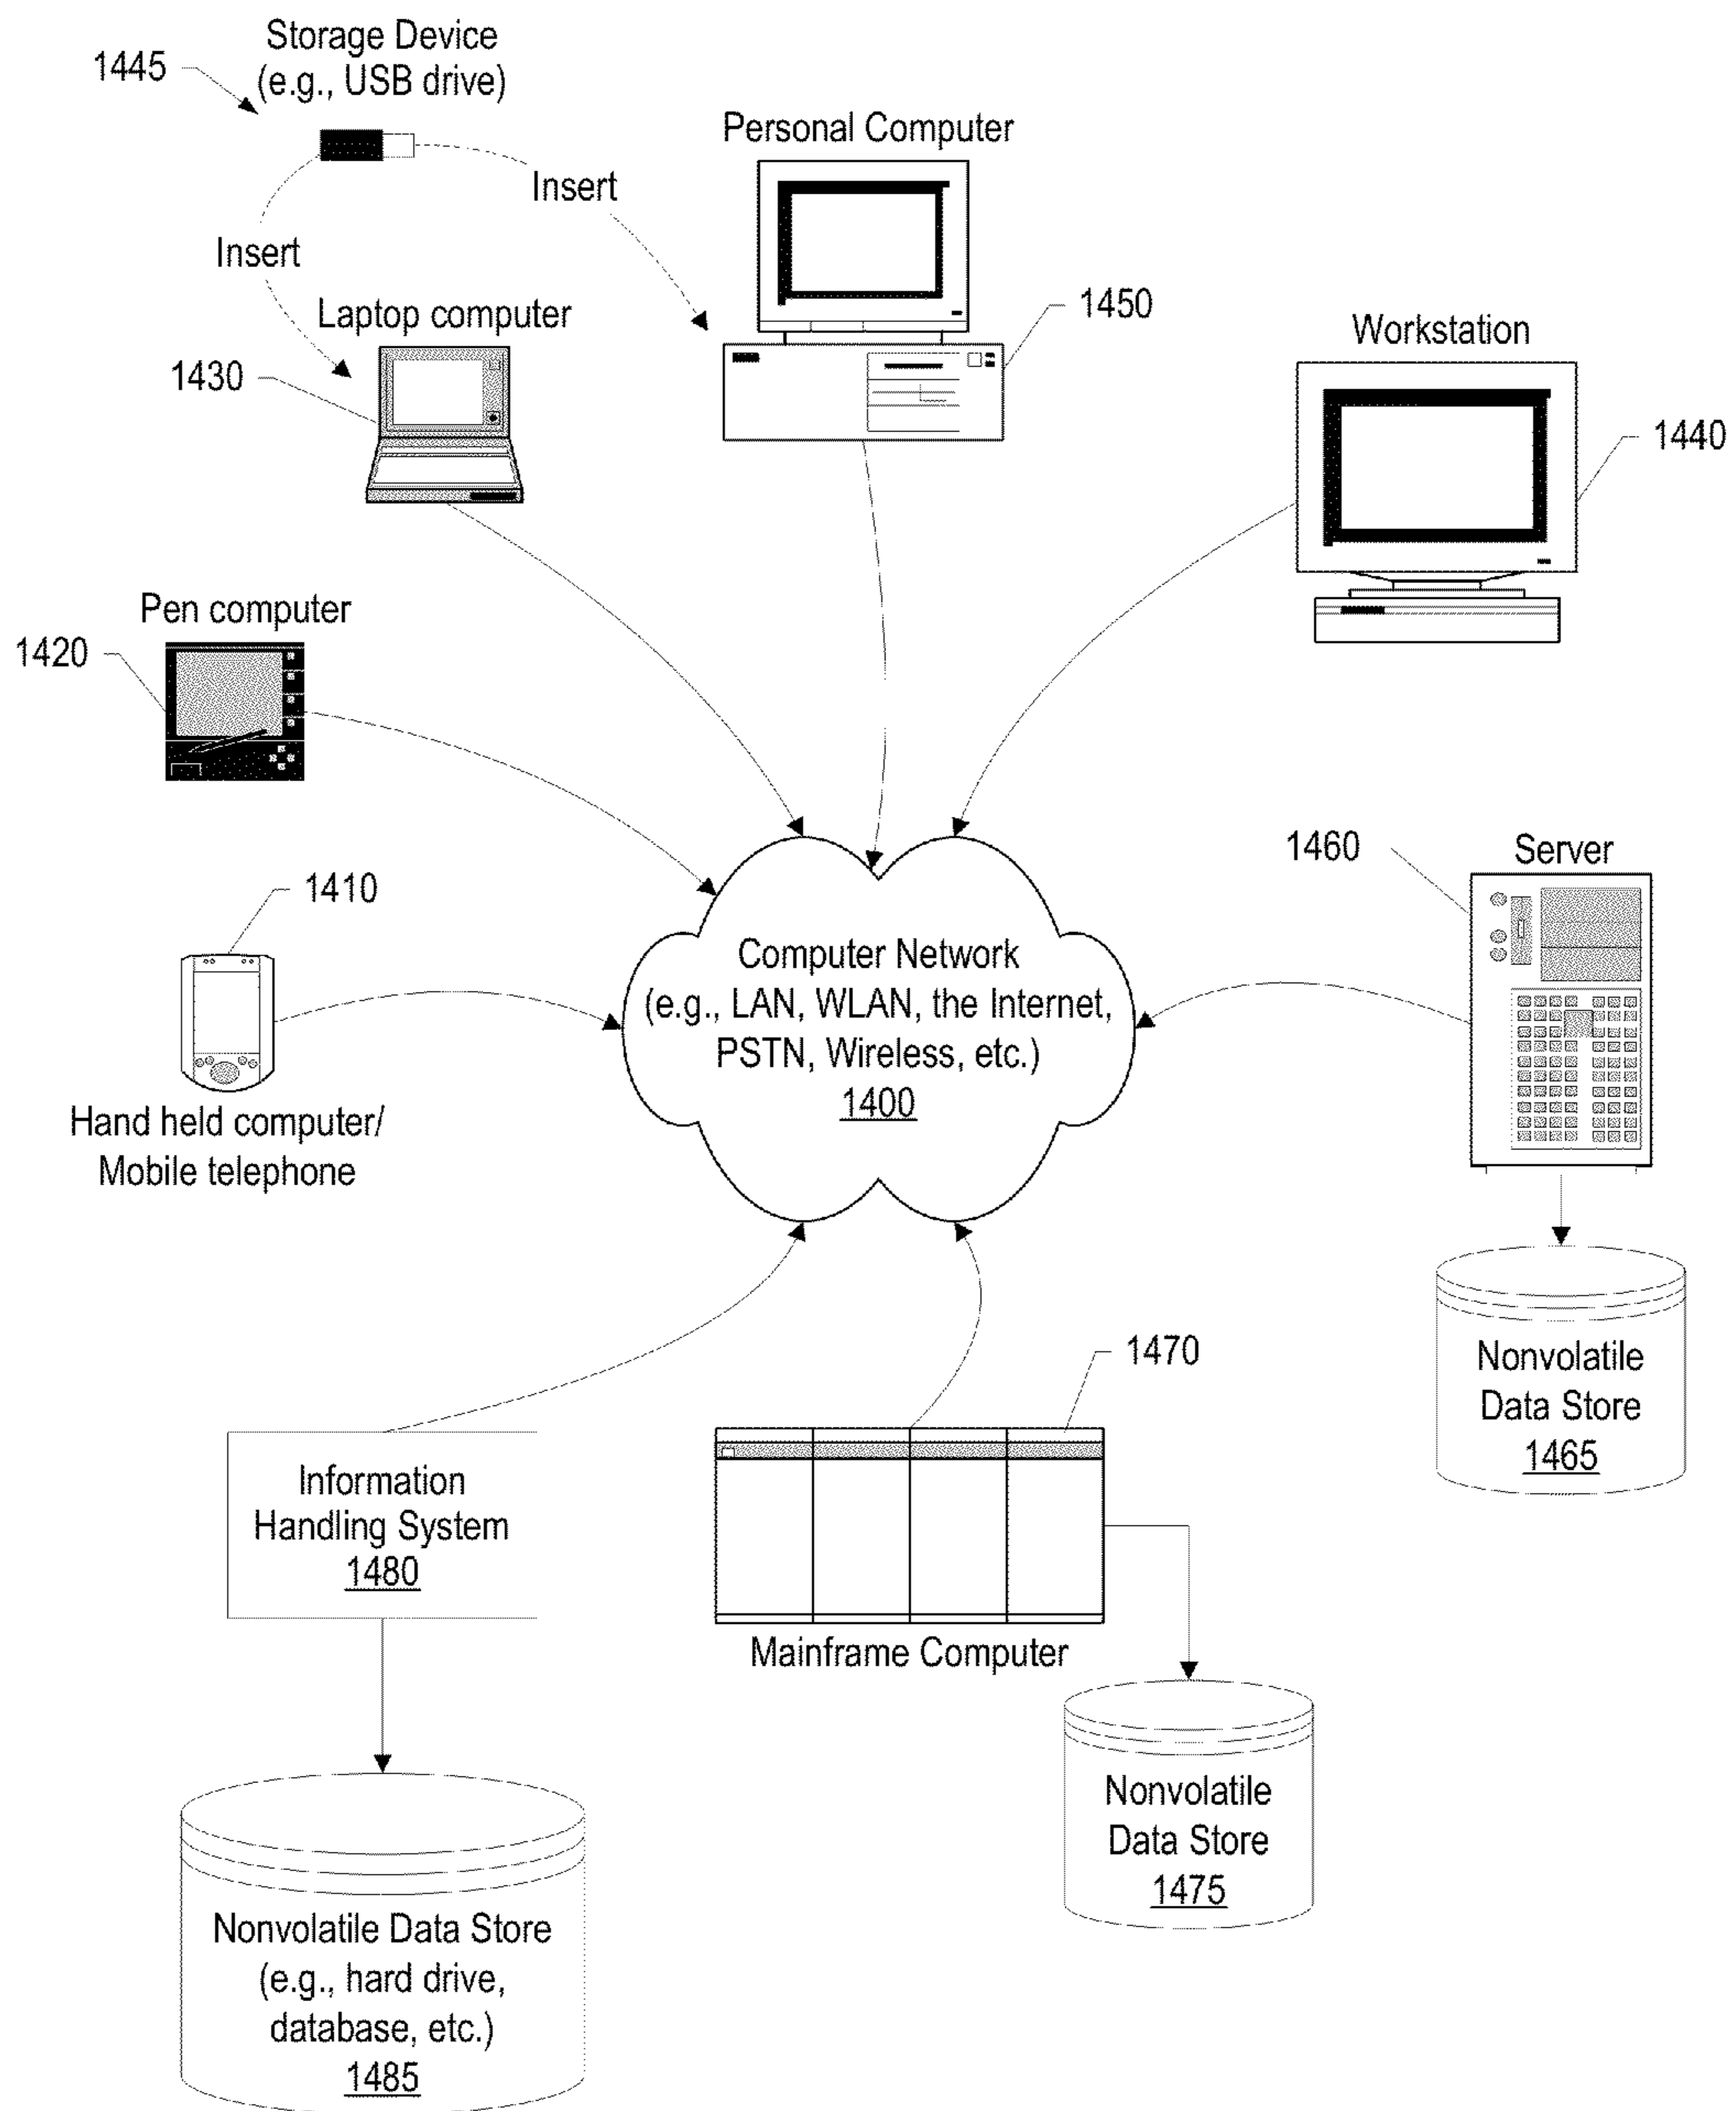 Storage Device
(e.g., USB drive)
1445
Insert
Insert
Personal Computer
1450
Laptop computer
1430
Workstation
1440
Pen computer
1420
1410
Hand held computer/
Mobile telephone
Computer Network
(e.g., LAN, WLAN, the Internet,
PSTN, Wireless, etc.)
1400
1460
Server
Nonvolatile
Data Store
1465
1470
Mainframe Computer
Nonvolatile
Data Store
1475
Information
Handling System
1480
Nonvolatile Data Store
(e.g., hard drive,
database, etc.)
1485